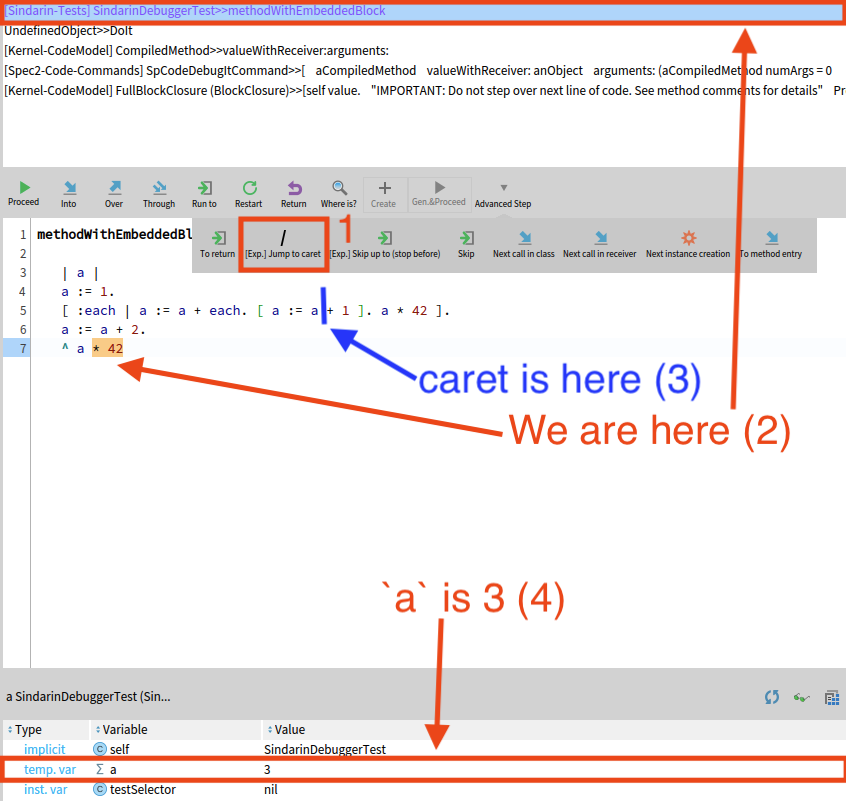 [Sindarin-Tests] SindarinDebuggerTest>>methodWithEmbeddedBlock
UndefinedObject>>DoIt
[Kernel-CodeModel] CompiledMethod>>valueWithReceiver:arguments:
[Spec2-Code-Commands] SpCodeDebugItCommand>>[ aCompiledMethod valueWithReceiver: anObject arguments: (aCompiledMethod numArgs = 0
[Kernel-CodeModel] FullBlockClosure (BlockClosure)>>[self value. "IMPORTANT: Do not step over next line of code. See method comments for details" Pr
Proceed Into Over Through Run to Restart Return Where is? Create Gen.&Proceed Advanced Step
1 methodWithEmbeddedBl
1
To return [Exp.] Jump to caret [Exp.] Skip up to (stop before) Skip Next call in class Next call in receiver Next instance creation To method entry
2
3 | a |
4 a := 1.
5 [ :each | a := a + each. [ a := a + 1 ]. a * 42 ].
6 a := a + 2.
7 ^ a * 42
caret is here (3)
We are here (2)
`a` is 3 (4)
a SindarinDebuggerTest (Sin...
Type Variable Value
implicit C self SindarinDebuggerTest
temp. var Σ a 3
inst. var C testSelector nil